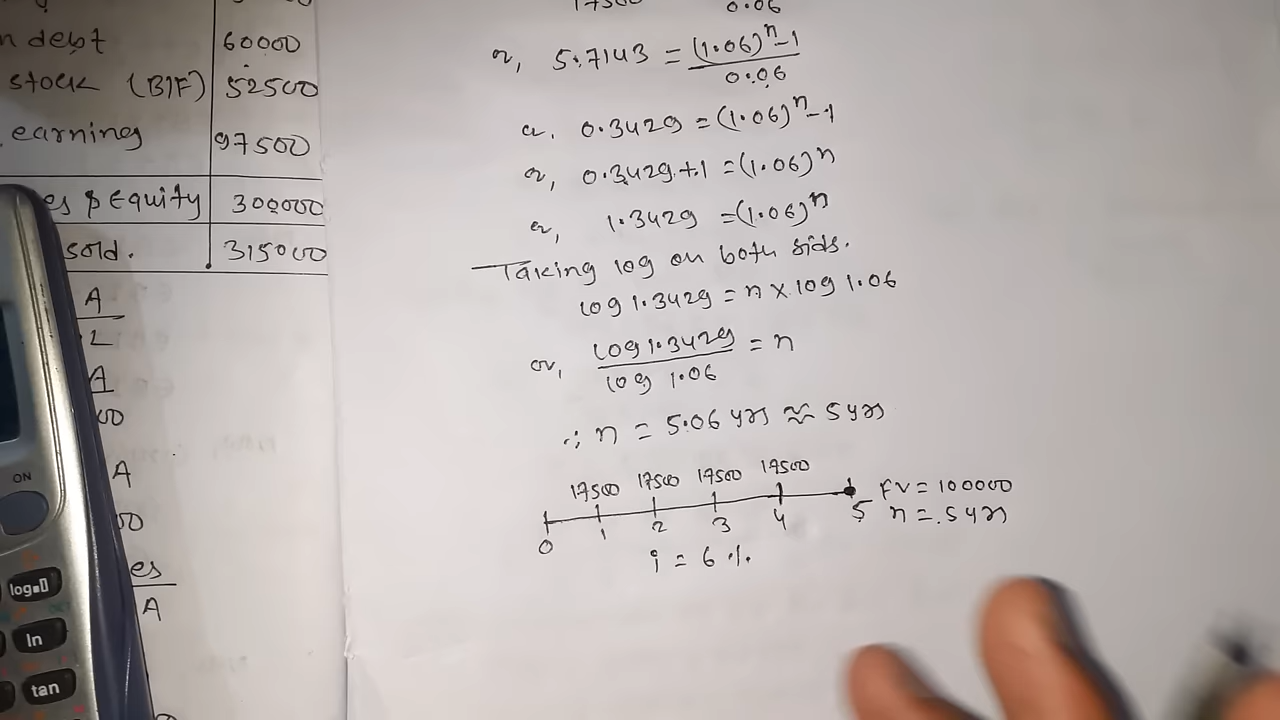 n debt 60000
stock (BIF) 52500
earning 97500
es $ Equity 300000
sold. 315000
A
2
A
00
A
00
es
A
ON
log
ln
tan
17500 0.06
or, 5.7143 = (1.06)^n-1
0.06
or, 0.3429 = (1.06)^n-1
or, 0.3429+1 = (1.06)^n
or, 1.3429 = (1.06)^n
Taking log on both sids.
log 1.3429 = n x log 1.06
or, log 1.3429 = n
log 1.06
∴ n = 5.06 yrs ≈ 5 yrs
17500 17500 17500 17500
FV = 100000
0 1 2 3 4 5 n = 5 yrs
i = 6 %